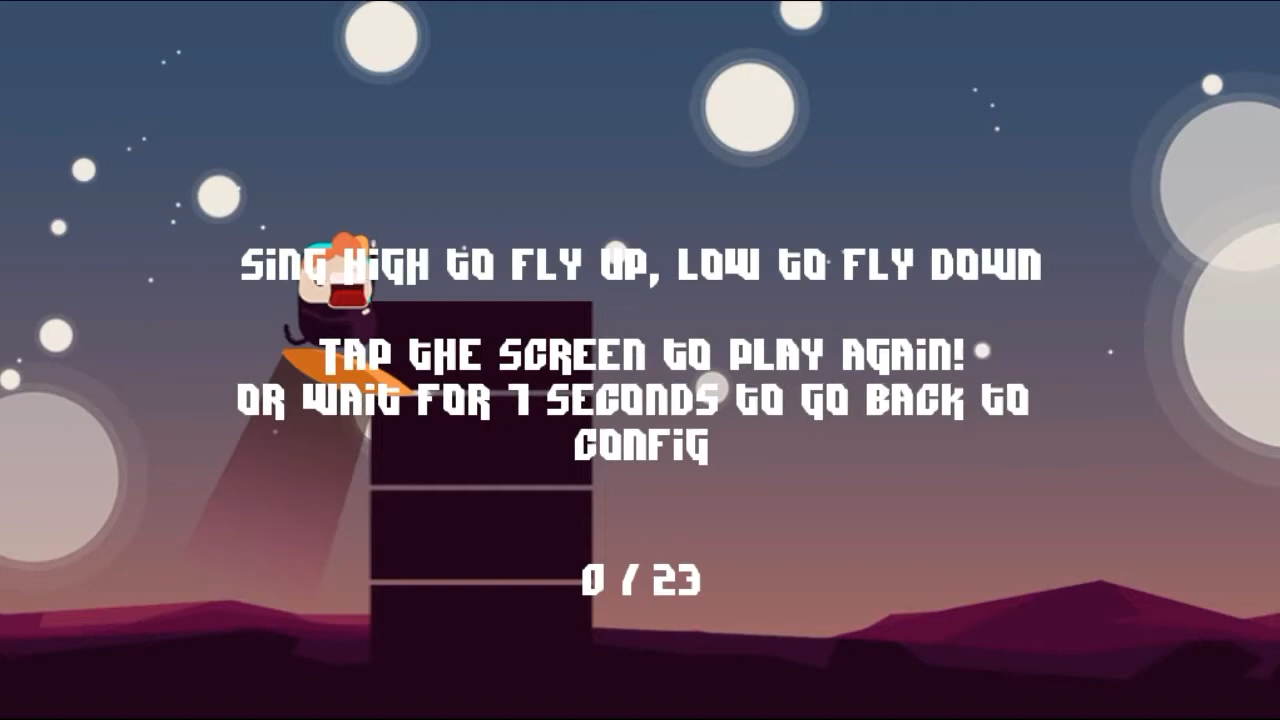 SING HIGH TO FLY UP, LOW TO FLY DOWN
TAP THE SCREEN TO PLAY AGAIN!
OR WAIT FOR 7 SECONDS TO GO BACK TO
CONFIG
0 / 23